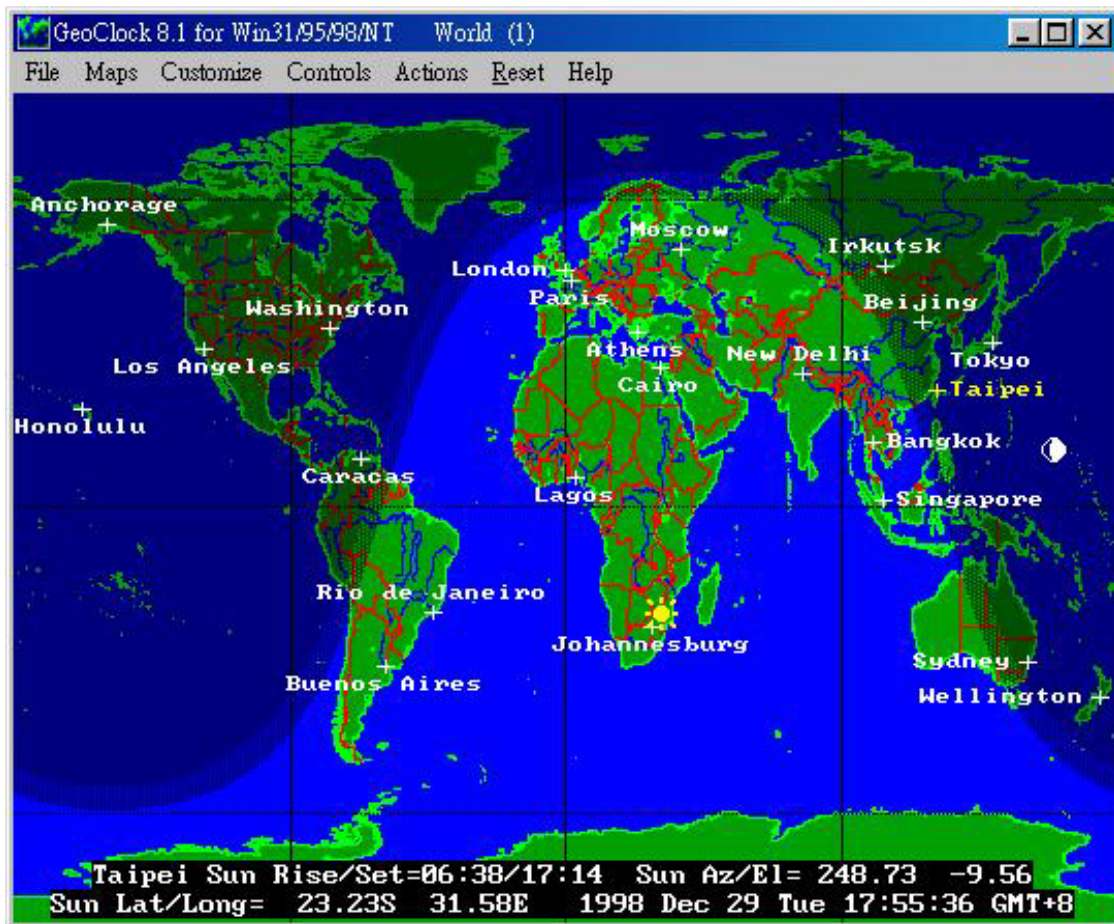 GeoClock 8.1 for Win31/95/98/NT World (1)
File Maps Customize Controls Actions Reset Help
Anchorage
Moscow
Irkutsk
London
Paris
Washington
Beijing
Los Angeles
Athens
New Delhi
Tokyo
Cairo
Taipei
Honolulu
Bangkok
Caracas
Lagos
Singapore
Rio de Janeiro
Johannesburg
Sydney
Buenos Aires
Wellington
Taipei Sun Rise/Set=06:38/17:14 Sun Az/El= 248.73 -9.56
Sun Lat/Long= 23.23S 31.58E 1998 Dec 29 Tue 17:55:36 GMT+8